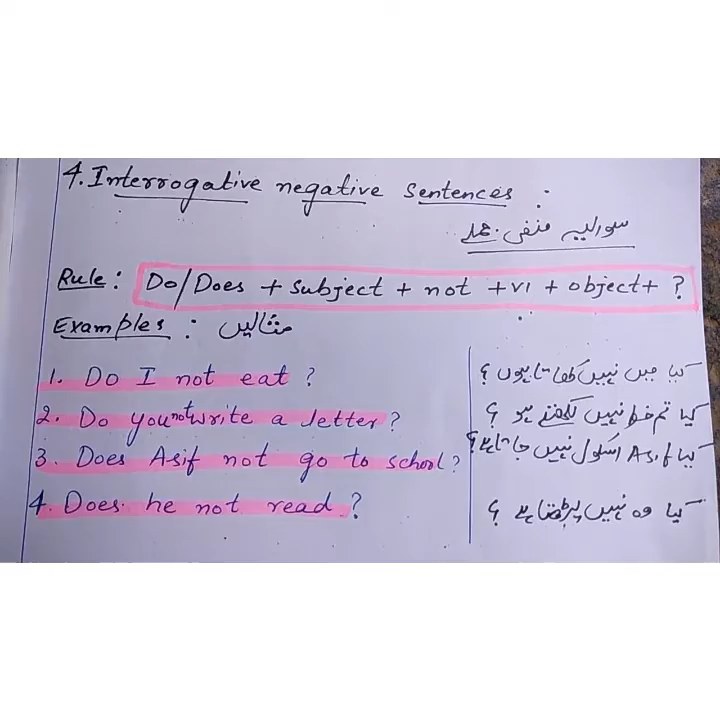 4. Interrogative negative sentences :
سوالیہ منفی جملے
Rule : Do/Does + subject + not + v1 + object + ?
Examples : مثالیں
1. Do I not eat ?
کیا میں نہیں کھاتا ہوں ؟
2. Do you not write a letter ?
کیا تم خط نہیں لکھتے ہو ؟
3. Does Asif not go to school?
کیا Asif اسکول نہیں جاتا ہے ؟
4. Does he not read ?
کیا وہ نہیں پڑھتا ہے ؟